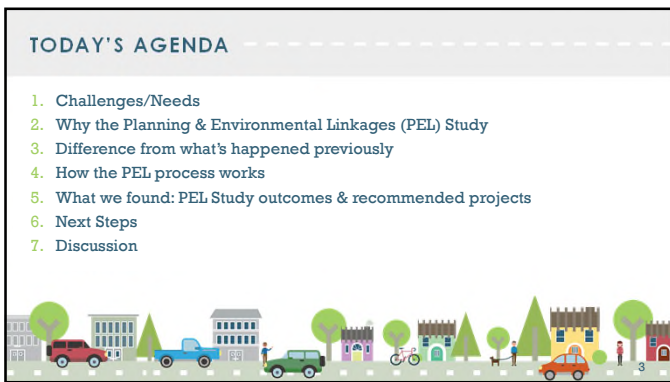 TODAY'S AGENDA
1. Challenges/Needs
2. Why the Planning & Environmental Linkages (PEL) Study
3. Difference from what's happened previously
4. How the PEL process works
5. What we found: PEL Study outcomes & recommended projects
6. Next Steps
7. Discussion
3